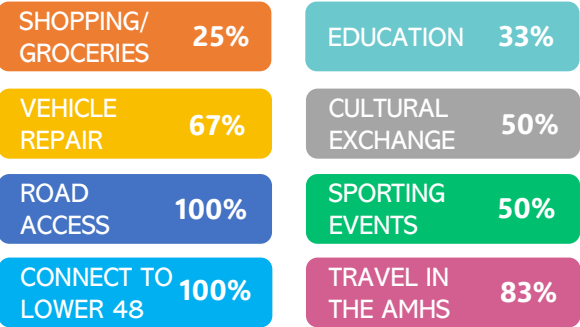 SHOPPING/
GROCERIES
25%
EDUCATION 33%
VEHICLE
REPAIR
67%
CULTURAL
EXCHANGE
50%
ROAD
ACCESS
100%
SPORTING
EVENTS
50%
CONNECT TO
LOWER 48
100%
TRAVEL IN
THE AMHS
83%